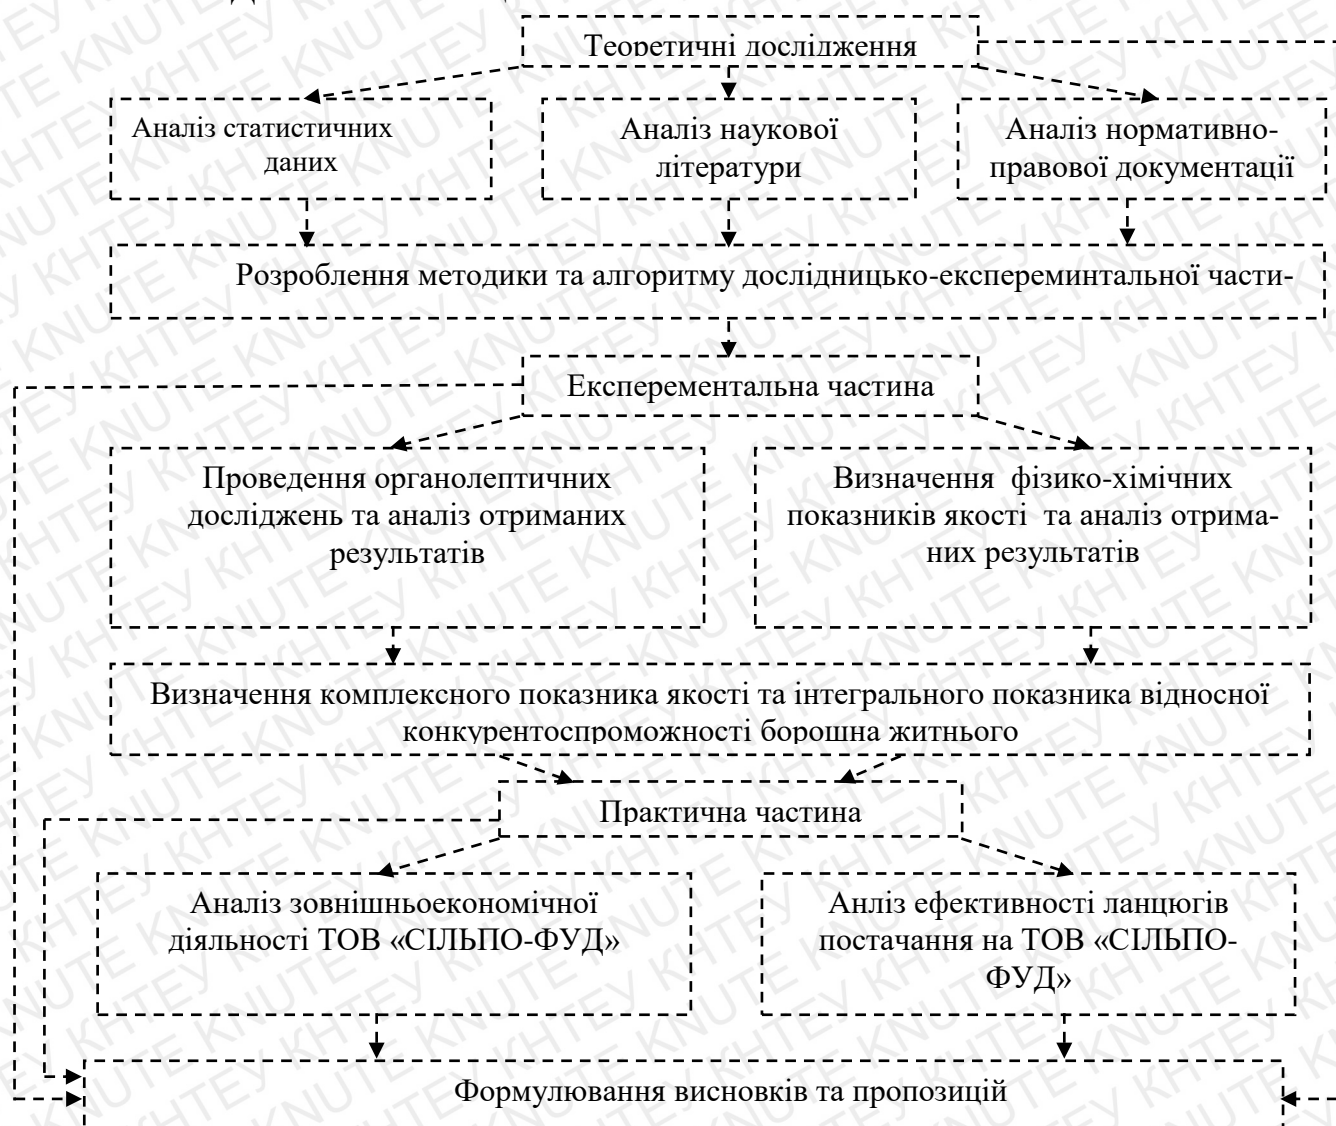 Теоретичні дослідження
Аналіз статистичних
даних
Аналіз наукової
літератури
Аналіз нормативно-
правової документації
Розроблення методики та алгоритму дослідницько-експереминтальної части-
Експерементальна частина
Проведення органолептичних
досліджень та аналіз отриманих
результатів
Визначення фізико-хімічних
показників якості та аналіз отрима-
них результатів
Визначення комплексного показника якості та інтегрального показника відносної
конкурентоспроможності борошна житнього
Практична частина
Аналіз зовнішньоекономічної
діяльності ТОВ «СІЛЬПО-ФУД»
Анліз ефективності ланцюгів
постачання на ТОВ «СІЛЬПО-
ФУД»
Формулювання висновків та пропозицій